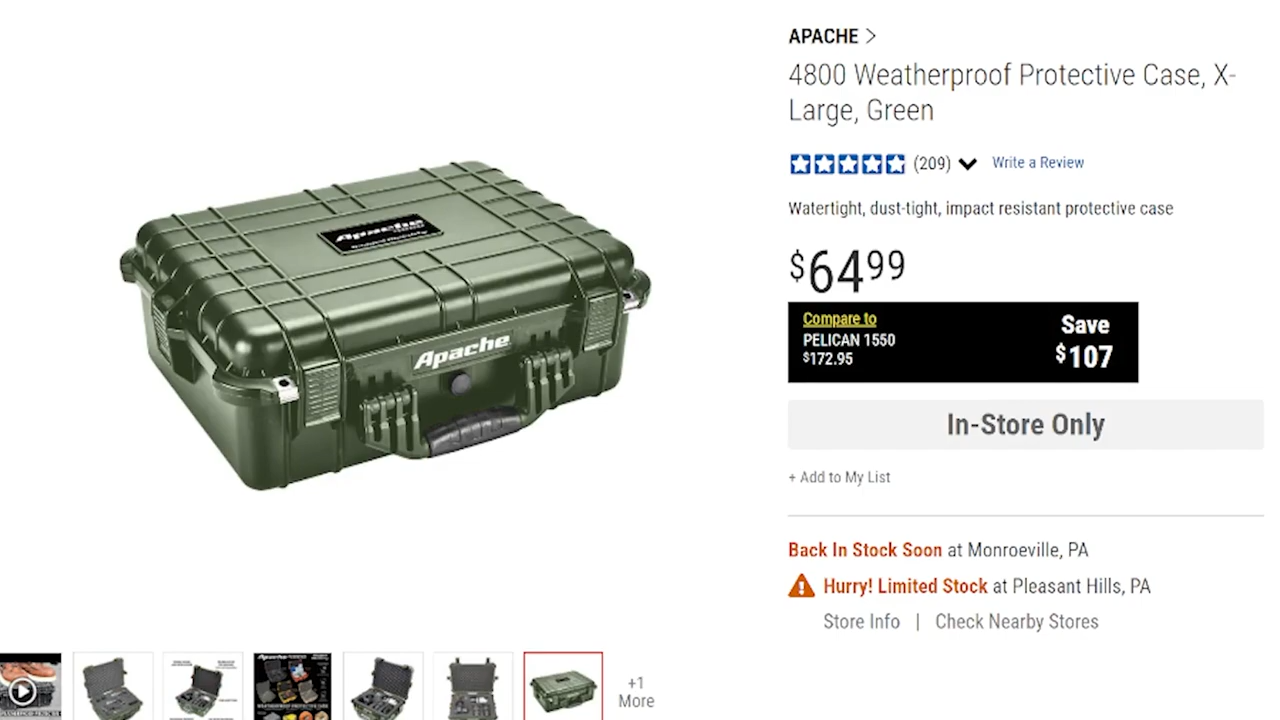 APACHE >
4800 Weatherproof Protective Case, X-
Large, Green
(209)
Write a Review
Watertight, dust-tight, impact resistant protective case
$64.99
Compare to
PELICAN 1550
$172.95
Save
$107
In-Store Only
+ Add to My List
Back In Stock Soon at Monroeville, PA
Hurry! Limited Stock at Pleasant Hills, PA
Store Info | Check Nearby Stores
Apache
Apache
+1
More